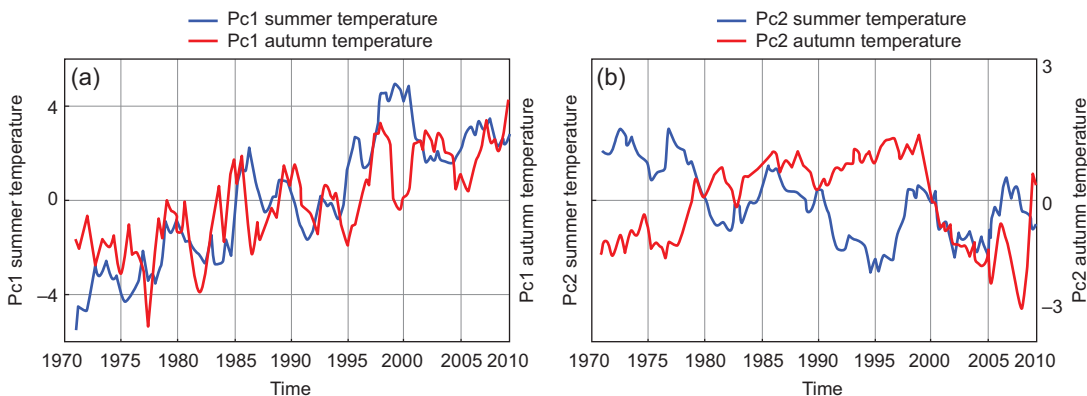 Pc1 summer temperature
Pc1 autumn temperature
(a)
4
0
–4
Pc1 summer temperature
Pc1 autumn temperature
1970 1975 1980 1985 1990 1995 2000 2005 2010
Time
Pc2 summer temperature
Pc2 autumn temperature
(b)
3
0
–3
Pc2 summer temperature
Pc2 autumn temperature
1970 1975 1980 1985 1990 1995 2000 2005 2010
Time